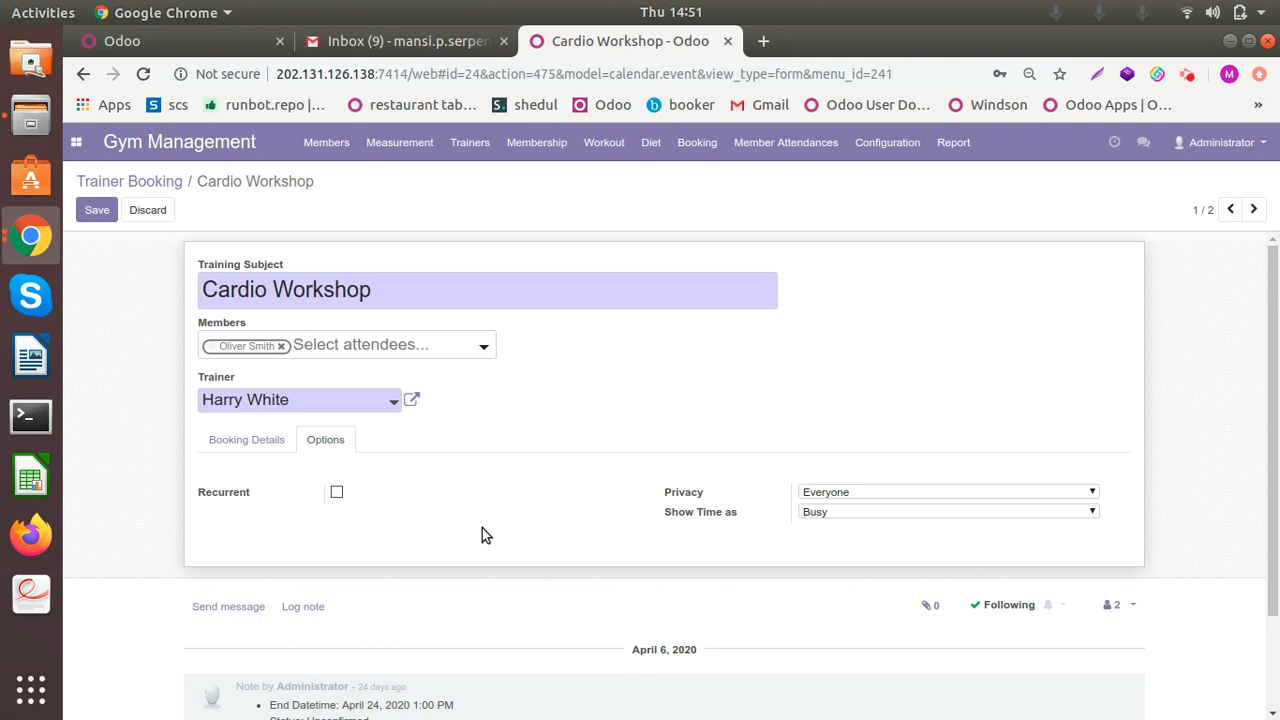 Activities Google Chrome Thu 14:51
Odoo Inbox (9) - mansi.p.serpen Cardio Workshop - Odoo
Not secure 202.131.126.138:7414/web#id=24&action=475&model=calendar.event&view_type=form&menu_id=241 M
Apps S scs runbot.repo |... restaurant tab... S. shedul Odoo b booker Gmail Odoo User Do... Windson Odoo Apps | O... »
Gym Management Members Measurement Trainers Membership Workout Diet Booking Member Attendances Configuration Report Administrator
Trainer Booking / Cardio Workshop
Save Discard 1 / 2
Training Subject
Cardio Workshop
Members
Oliver Smith Select attendees...
Trainer
Harry White
Booking Details Options
Recurrent Privacy Everyone
Show Time as Busy
Send message Log note 0 Following 2
April 6, 2020
Note by Administrator - 24 days ago
End Datetime: April 24, 2020 1:00 PM
Status: Unconfirmed